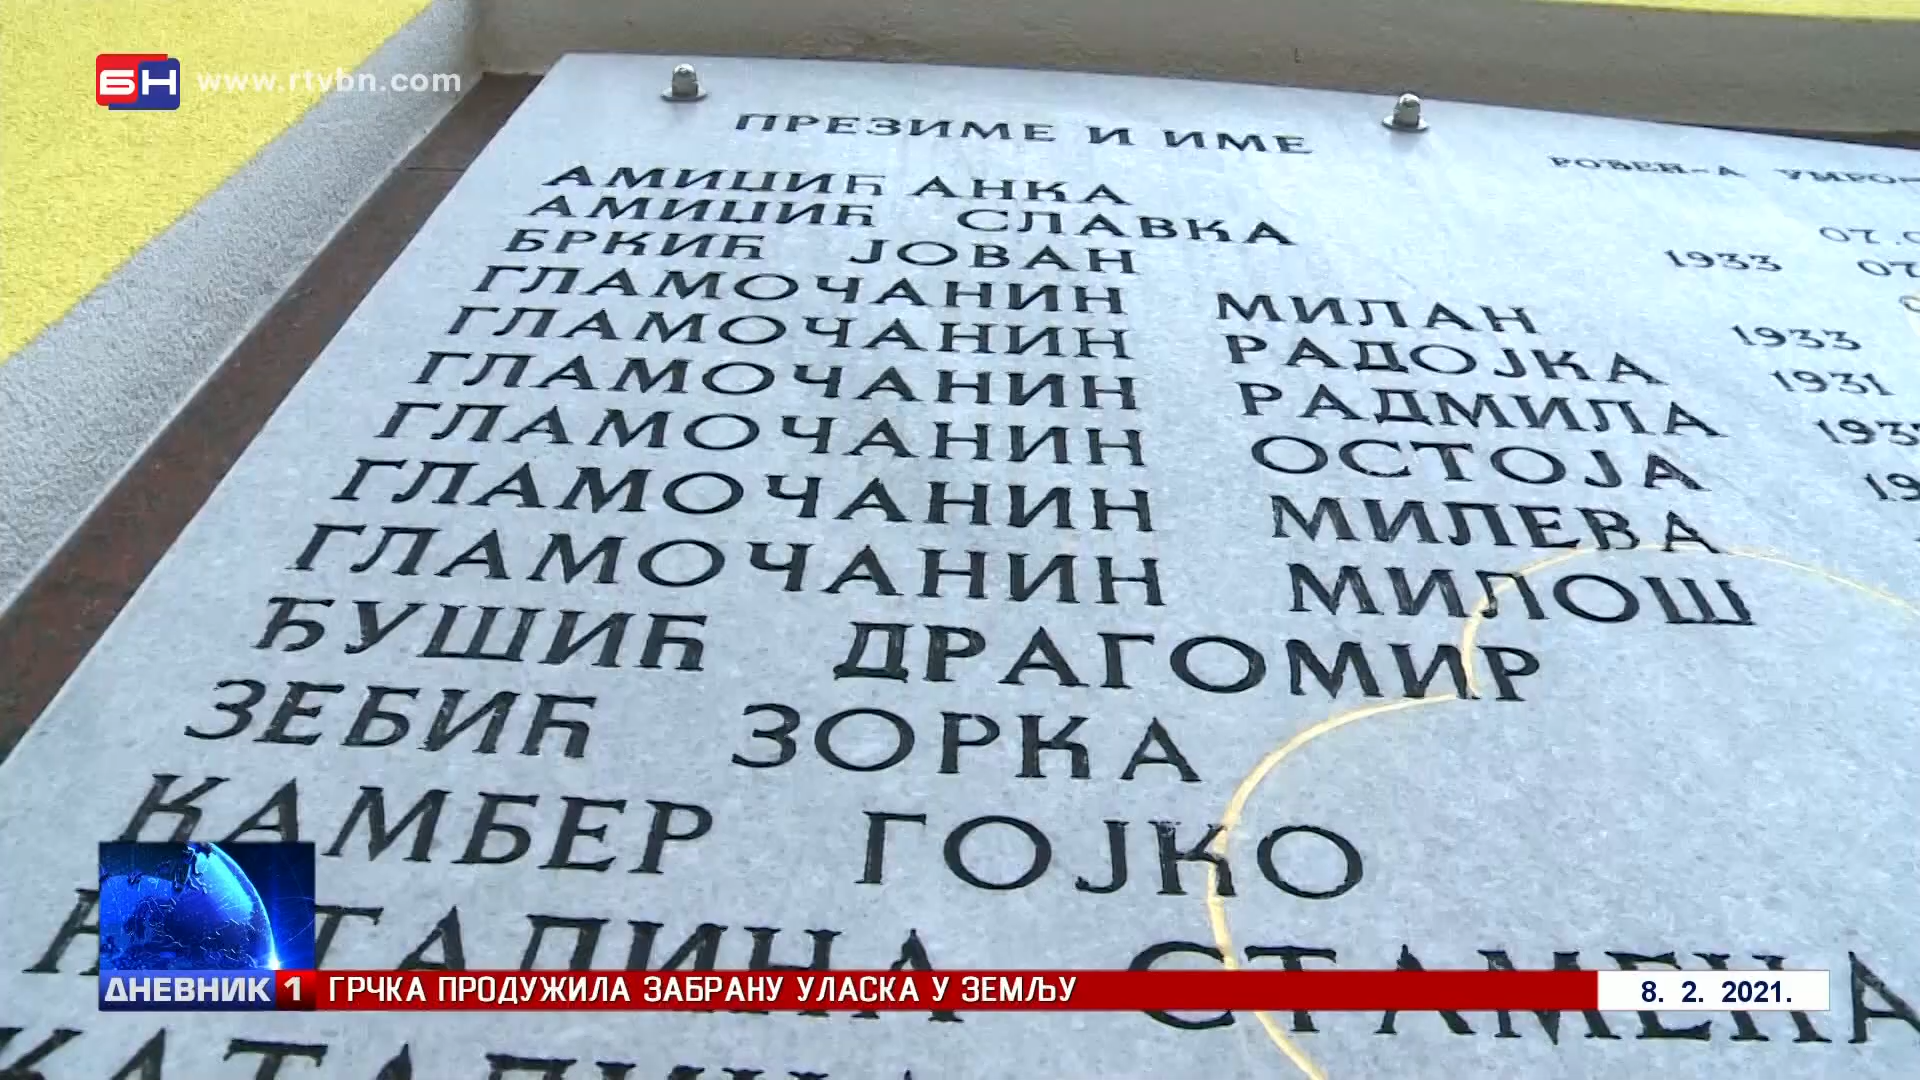 БН www.rtvbn.com
ПРЕЗИМЕ И ИМЕ
РОЂЕН-А
АМИЏИЋ АНКА
АМИЏИЋ СЛАВКА
БРКИЋ ЈОВАН 1933
ГЛАМОЧАНИН МИЛАН 1933
ГЛАМОЧАНИН РАДОЈКА 1931
ГЛАМОЧАНИН РАДМИЛА
ГЛАМОЧАНИН ОСТОЈА
ГЛАМОЧАНИН МИЛЕВА
ГЛАМОЧАНИН МИЛОШ
ЂУШИЋ ДРАГОМИР
ЗЕБИЋ ЗОРКА
КАМБЕР ГОЈКО
СТАМЕНА
ДНЕВНИК 1 ГРЧКА ПРОДУЖИЛА ЗАБРАНУ УЛАСКА У ЗЕМЉУ 8. 2. 2021.